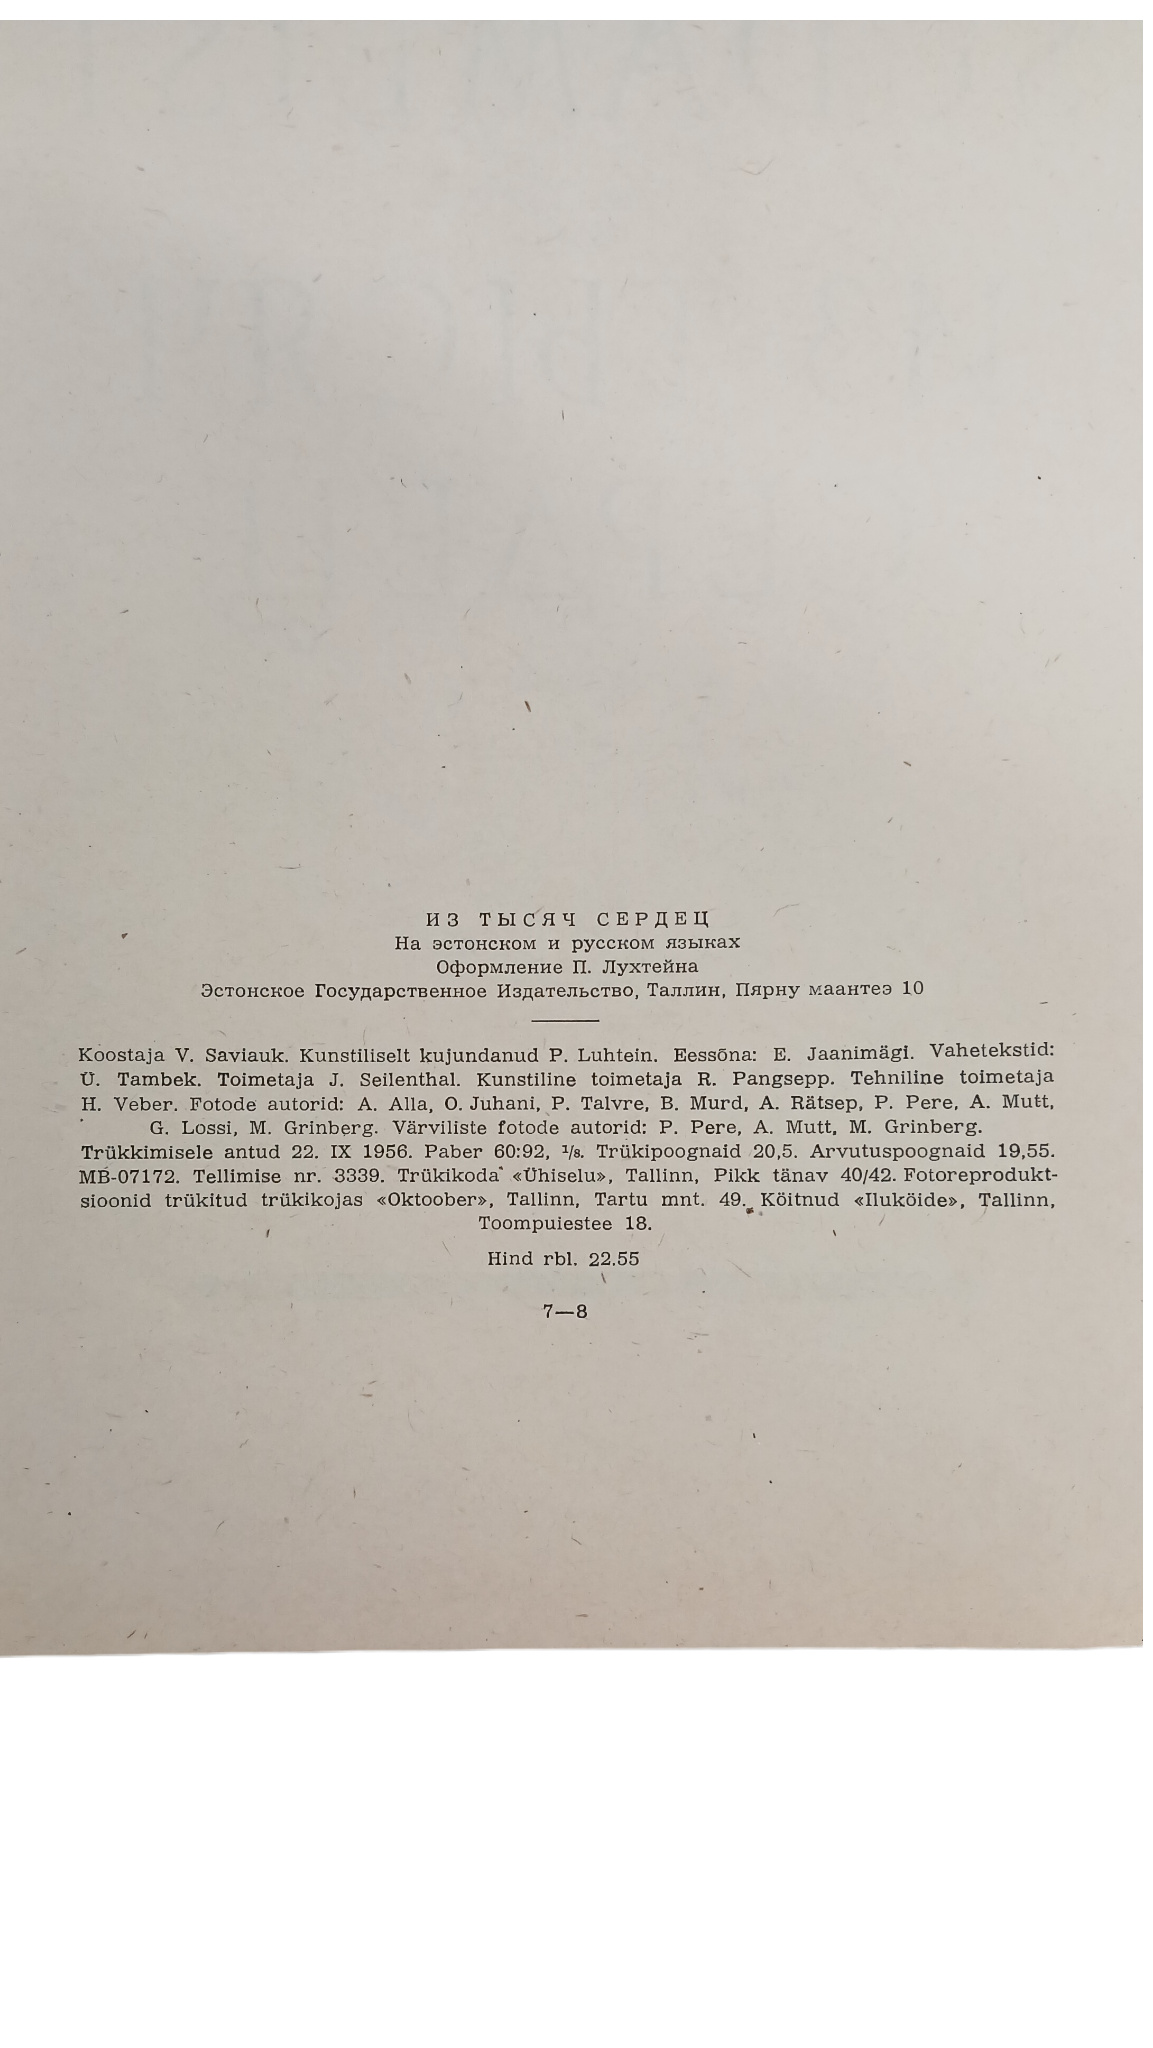 ИЗ ТЫСЯЧ СЕРДЕЦ
На эстонском и русском языках
Оформление П. Лухтейна
Эстонское Государственное Издательство, Таллин, Пярну маантеэ 10
Koostaja V. Saviauk. Kunstiliselt kujundanud P. Luhtein. Eessõna: E. Jaanimägi. Vahetekstid:
Ü. Tambek. Toimetaja J. Seilenthal. Kunstiline toimetaja R. Pangsepp. Tehniline toimetaja
H. Veber. Fotode autorid: A. Alla, O. Juhani, P. Talvre, B. Murd, A. Rätsep, P. Pere, A. Mutt,
G. Lossi, M. Grinberg. Värviliste fotode autorid: P. Pere, A. Mutt, M. Grinberg.
Trükkimisele antud 22. IX 1956. Paber 60:92, 1/8. Trükipoognaid 20,5. Arvutuspoognaid 19,55.
MB-07172. Tellimise nr. 3339. Trükikoda «Ühiselu», Tallinn, Pikk tänav 40/42. Fotoreprodukt-
sioonid trükitud trükikojas «Oktoober», Tallinn, Tartu mnt. 49. Köitnud «Iluköide», Tallinn,
Toompuiestee 18.
Hind rbl. 22.55
7—8